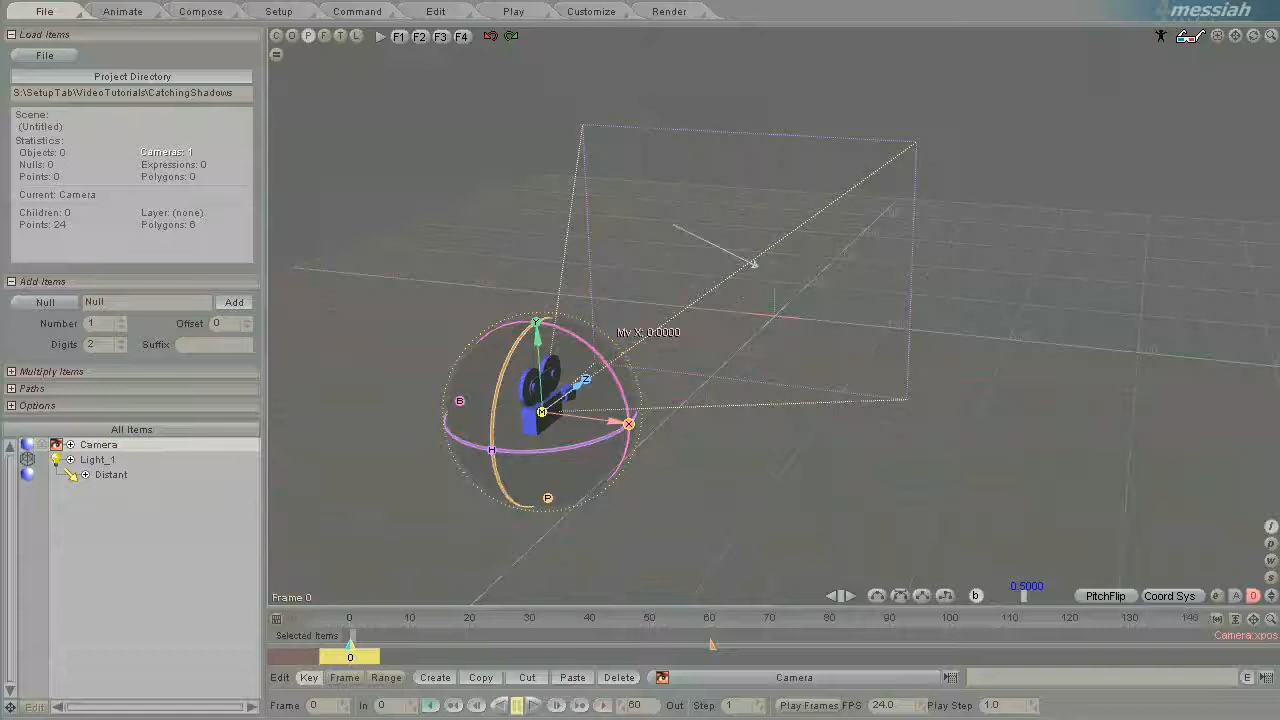 File Animate Compose Setup Command Edit Play Customize Render messiah
Load Items
File
Project Directory
S:\SetupTab\VideoTutorials\CatchingShadows
Scene:
(Untitled)
Statistics:
Objects: 0 Cameras: 1
Nulls: 0 Expressions: 0
Points: 0 Polygons: 0
Current: Camera
Children: 0 Layer: (none)
Points: 24 Polygons: 6
Add Items
Null Null Add
Number 1 Offset 0
Digits 2 Suffix
Multiply Items
Paths
Options
All Items
Camera
Light_1
Distant
Edit
C O P E T L F1 F2 F3 F4
Y
Mv X: 0.0000
Z
B
M
X
H
P
Frame 0
b 0.5000 PitchFlip Coord Sys A 0
0 10 20 30 40 50 60 70 80 90 100 110 120 130 140
Selected Items
Camera:xpos
0
Edit Key Frame Range Create Copy Cut Paste Delete Camera E
Frame 0 In 0 60 Out Step 1 Play Frames FPS 24.0 Play Step 1.0